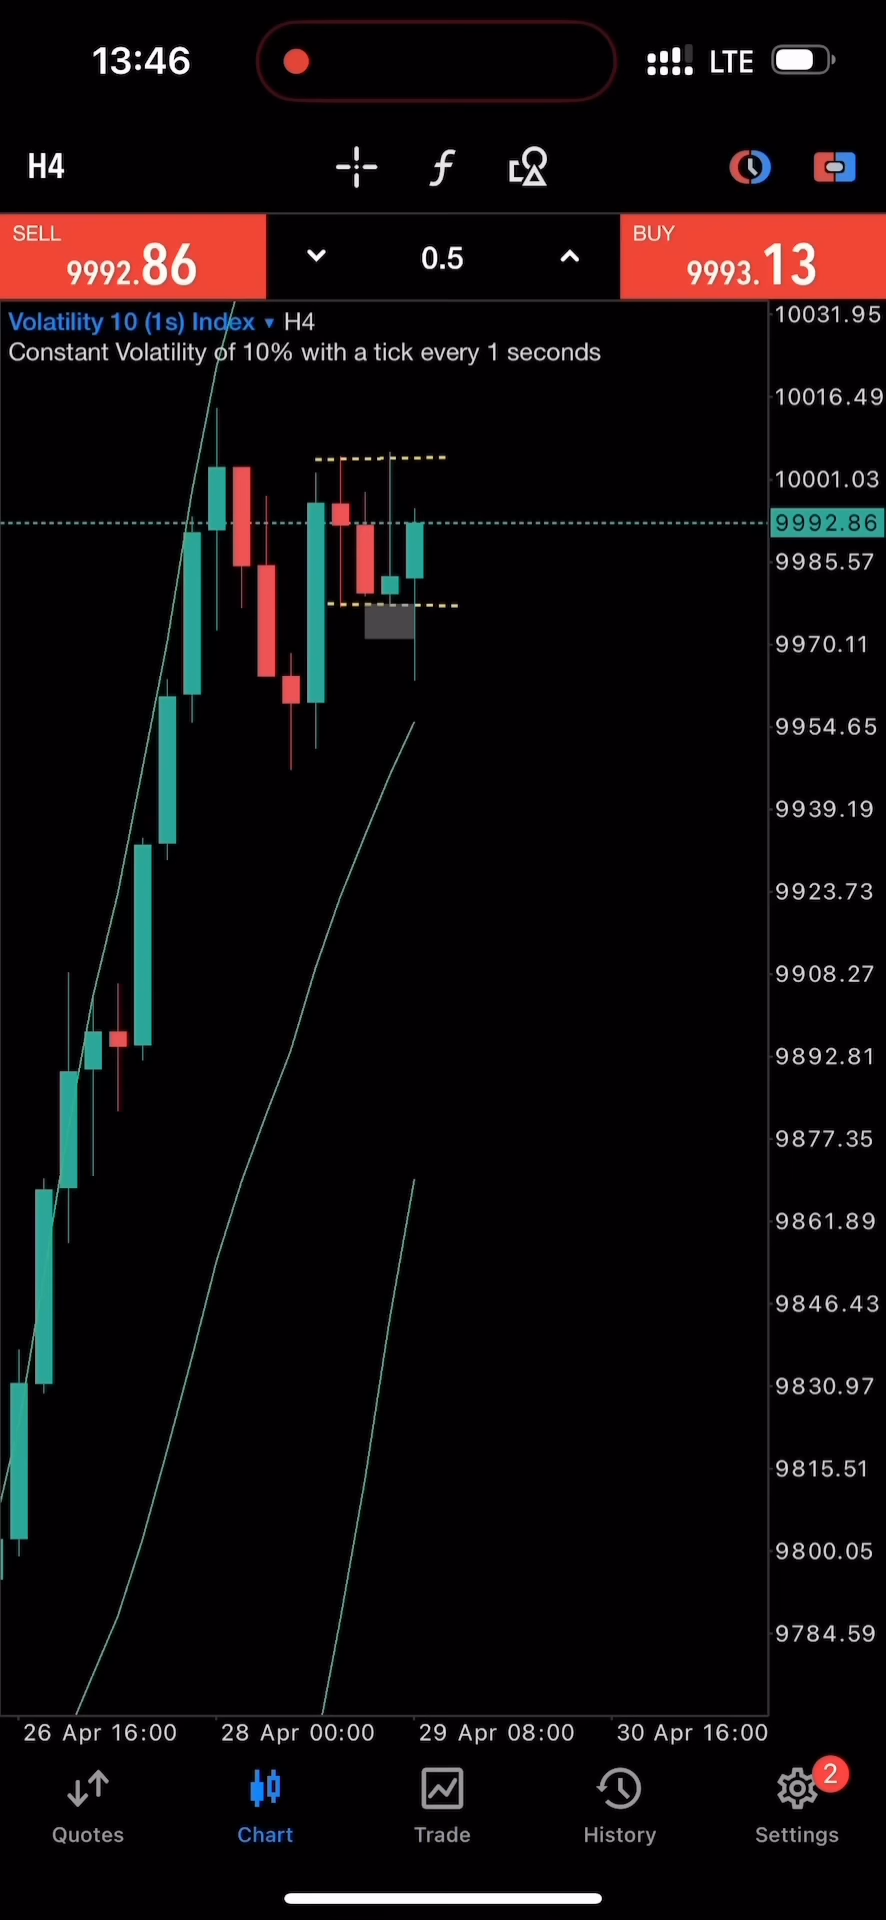 13:46 LTE
H4 f
SELL BUY
9992.86 0.5 9993.13
Volatility 10 (1s) Index ▾ H4
Constant Volatility of 10% with a tick every 1 seconds
10031.95
10016.49
10001.03
9992.86
9985.57
9970.11
9954.65
9939.19
9923.73
9908.27
9892.81
9877.35
9861.89
9846.43
9830.97
9815.51
9800.05
9784.59
26 Apr 16:00 28 Apr 00:00 29 Apr 08:00 30 Apr 16:00
2
Quotes Chart Trade History Settings